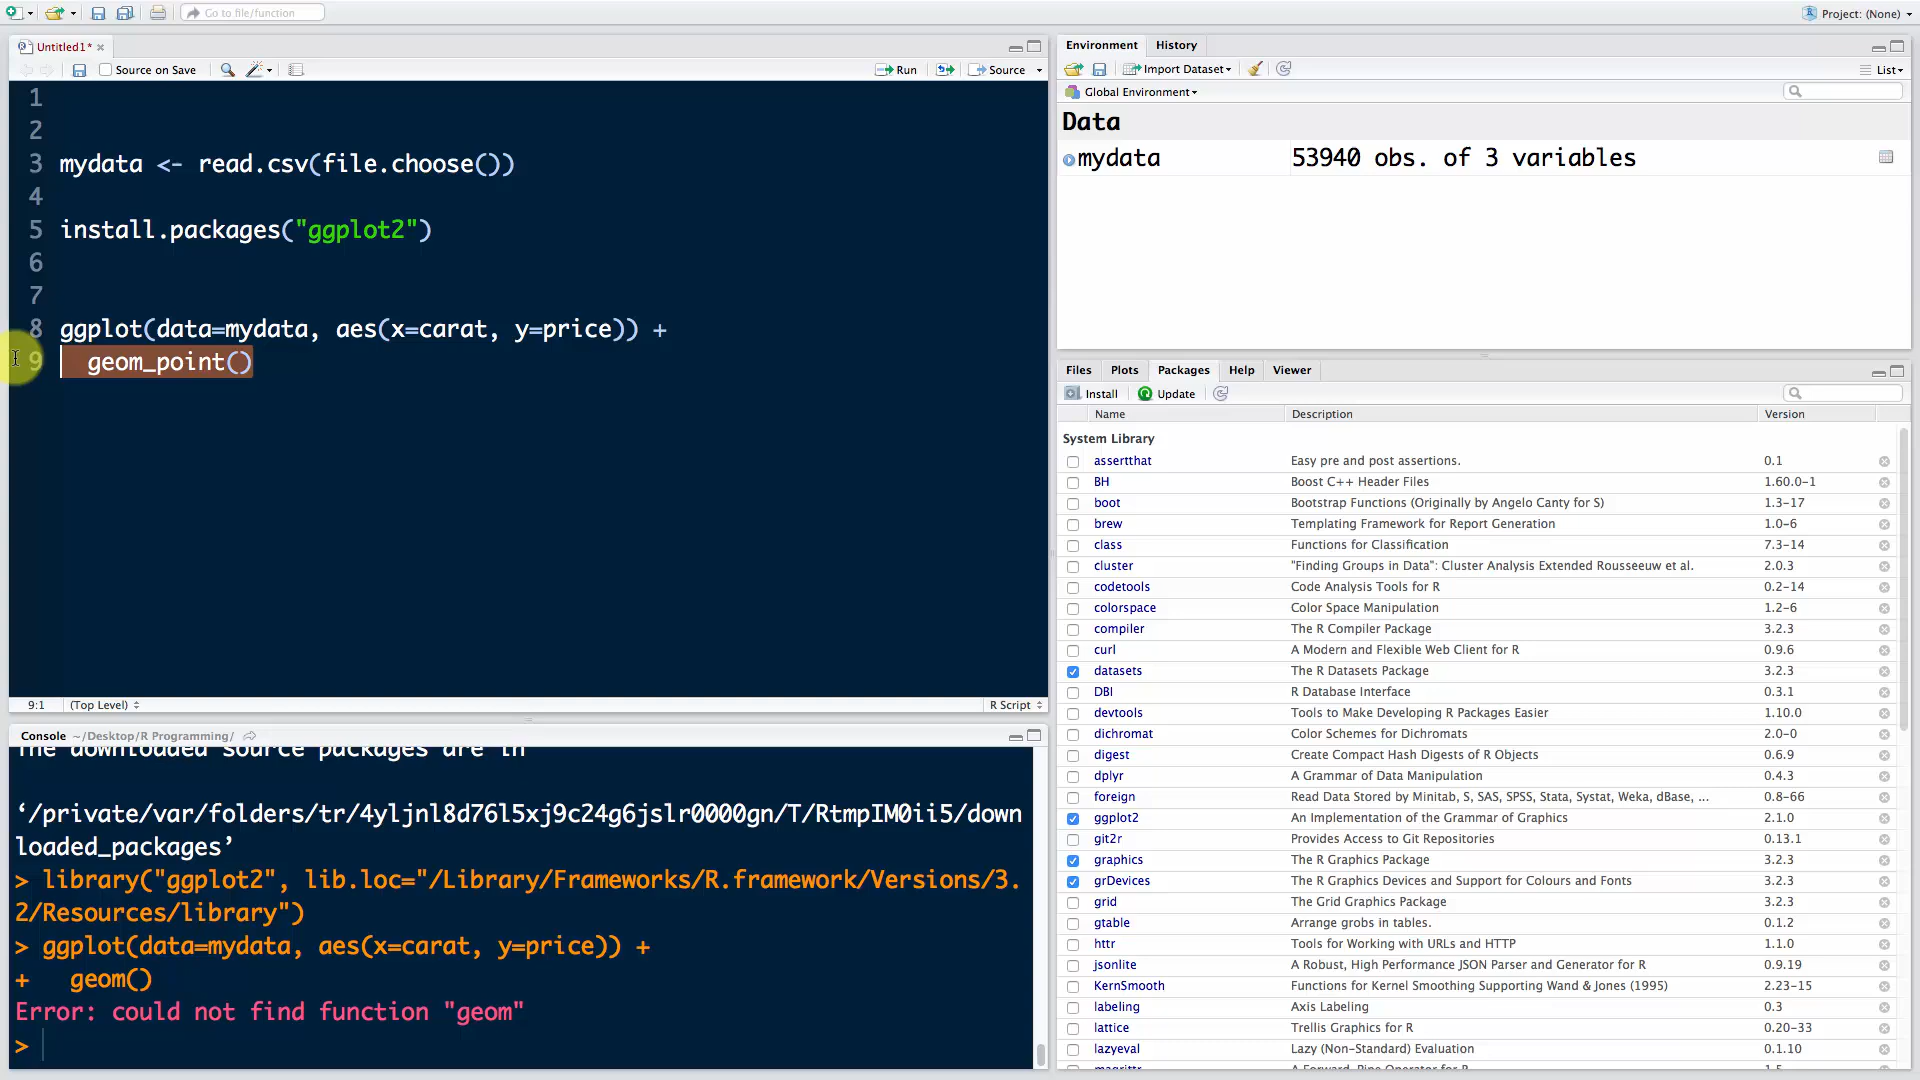 Go to file/function
Project: (None)
Untitled1*
Source on Save
Run
Source
1
2
3 mydata <- read.csv(file.choose())
4
5 install.packages("ggplot2")
6
7
8 ggplot(data=mydata, aes(x=carat, y=price)) +
9 geom_point()
9:1 (Top Level)
R Script
Console ~/Desktop/R Programming/
The downloaded source packages are in
‘/private/var/folders/tr/4yljnl8d76l5xj9c24g6jslr0000gn/T/RtmpIM0ii5/down
loaded_packages’
> library("ggplot2", lib.loc="/Library/Frameworks/R.framework/Versions/3.
2/Resources/library")
> ggplot(data=mydata, aes(x=carat, y=price)) +
+ geom()
Error: could not find function "geom"
>
Environment History
Import Dataset
List
Global Environment
Data
mydata 53940 obs. of 3 variables
Files Plots Packages Help Viewer
Install Update
Name Description Version
System Library
assertthat Easy pre and post assertions. 0.1
BH Boost C++ Header Files 1.60.0-1
boot Bootstrap Functions (Originally by Angelo Canty for S) 1.3-17
brew Templating Framework for Report Generation 1.0-6
class Functions for Classification 7.3-14
cluster "Finding Groups in Data": Cluster Analysis Extended Rousseeuw et al. 2.0.3
codetools Code Analysis Tools for R 0.2-14
colorspace Color Space Manipulation 1.2-6
compiler The R Compiler Package 3.2.3
curl A Modern and Flexible Web Client for R 0.9.6
datasets The R Datasets Package 3.2.3
DBI R Database Interface 0.3.1
devtools Tools to Make Developing R Packages Easier 1.10.0
dichromat Color Schemes for Dichromats 2.0-0
digest Create Compact Hash Digests of R Objects 0.6.9
dplyr A Grammar of Data Manipulation 0.4.3
foreign Read Data Stored by Minitab, S, SAS, SPSS, Stata, Systat, Weka, dBase, ... 0.8-66
ggplot2 An Implementation of the Grammar of Graphics 2.1.0
git2r Provides Access to Git Repositories 0.13.1
graphics The R Graphics Package 3.2.3
grDevices The R Graphics Devices and Support for Colours and Fonts 3.2.3
grid The Grid Graphics Package 3.2.3
gtable Arrange grobs in tables. 0.1.2
httr Tools for Working with URLs and HTTP 1.1.0
jsonlite A Robust, High Performance JSON Parser and Generator for R 0.9.19
KernSmooth Functions for Kernel Smoothing Supporting Wand & Jones (1995) 2.23-15
labeling Axis Labeling 0.3
lattice Trellis Graphics for R 0.20-33
lazyeval Lazy (Non-Standard) Evaluation 0.1.10